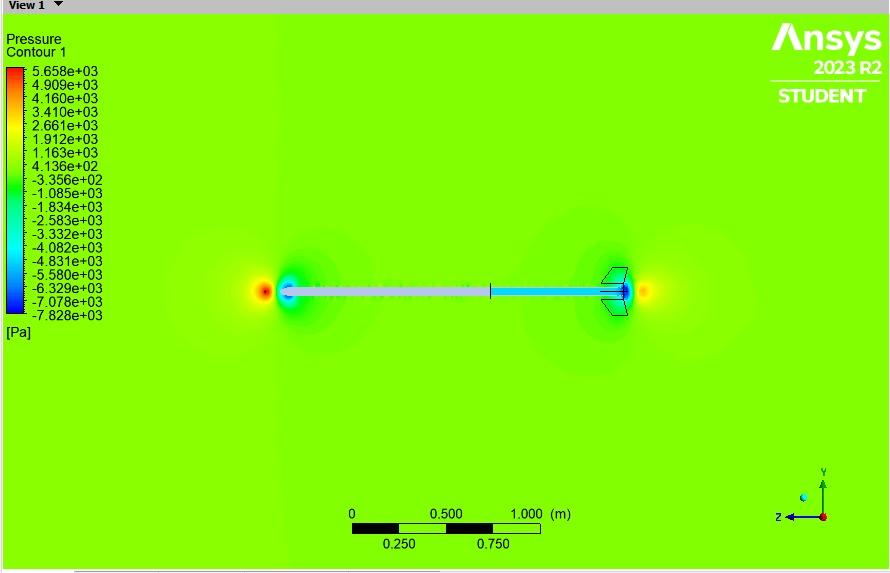 View 1
Ansys
2023 R2
STUDENT
Pressure
Contour 1
5.658e+03
4.909e+03
4.160e+03
3.410e+03
2.661e+03
1.912e+03
1.163e+03
4.136e+02
-3.356e+02
-1.085e+03
-1.834e+03
-2.583e+03
-3.332e+03
-4.082e+03
-4.831e+03
-5.580e+03
-6.329e+03
-7.078e+03
-7.828e+03
[Pa]
0 0.500 1.000 (m)
0.250 0.750
Y
Z